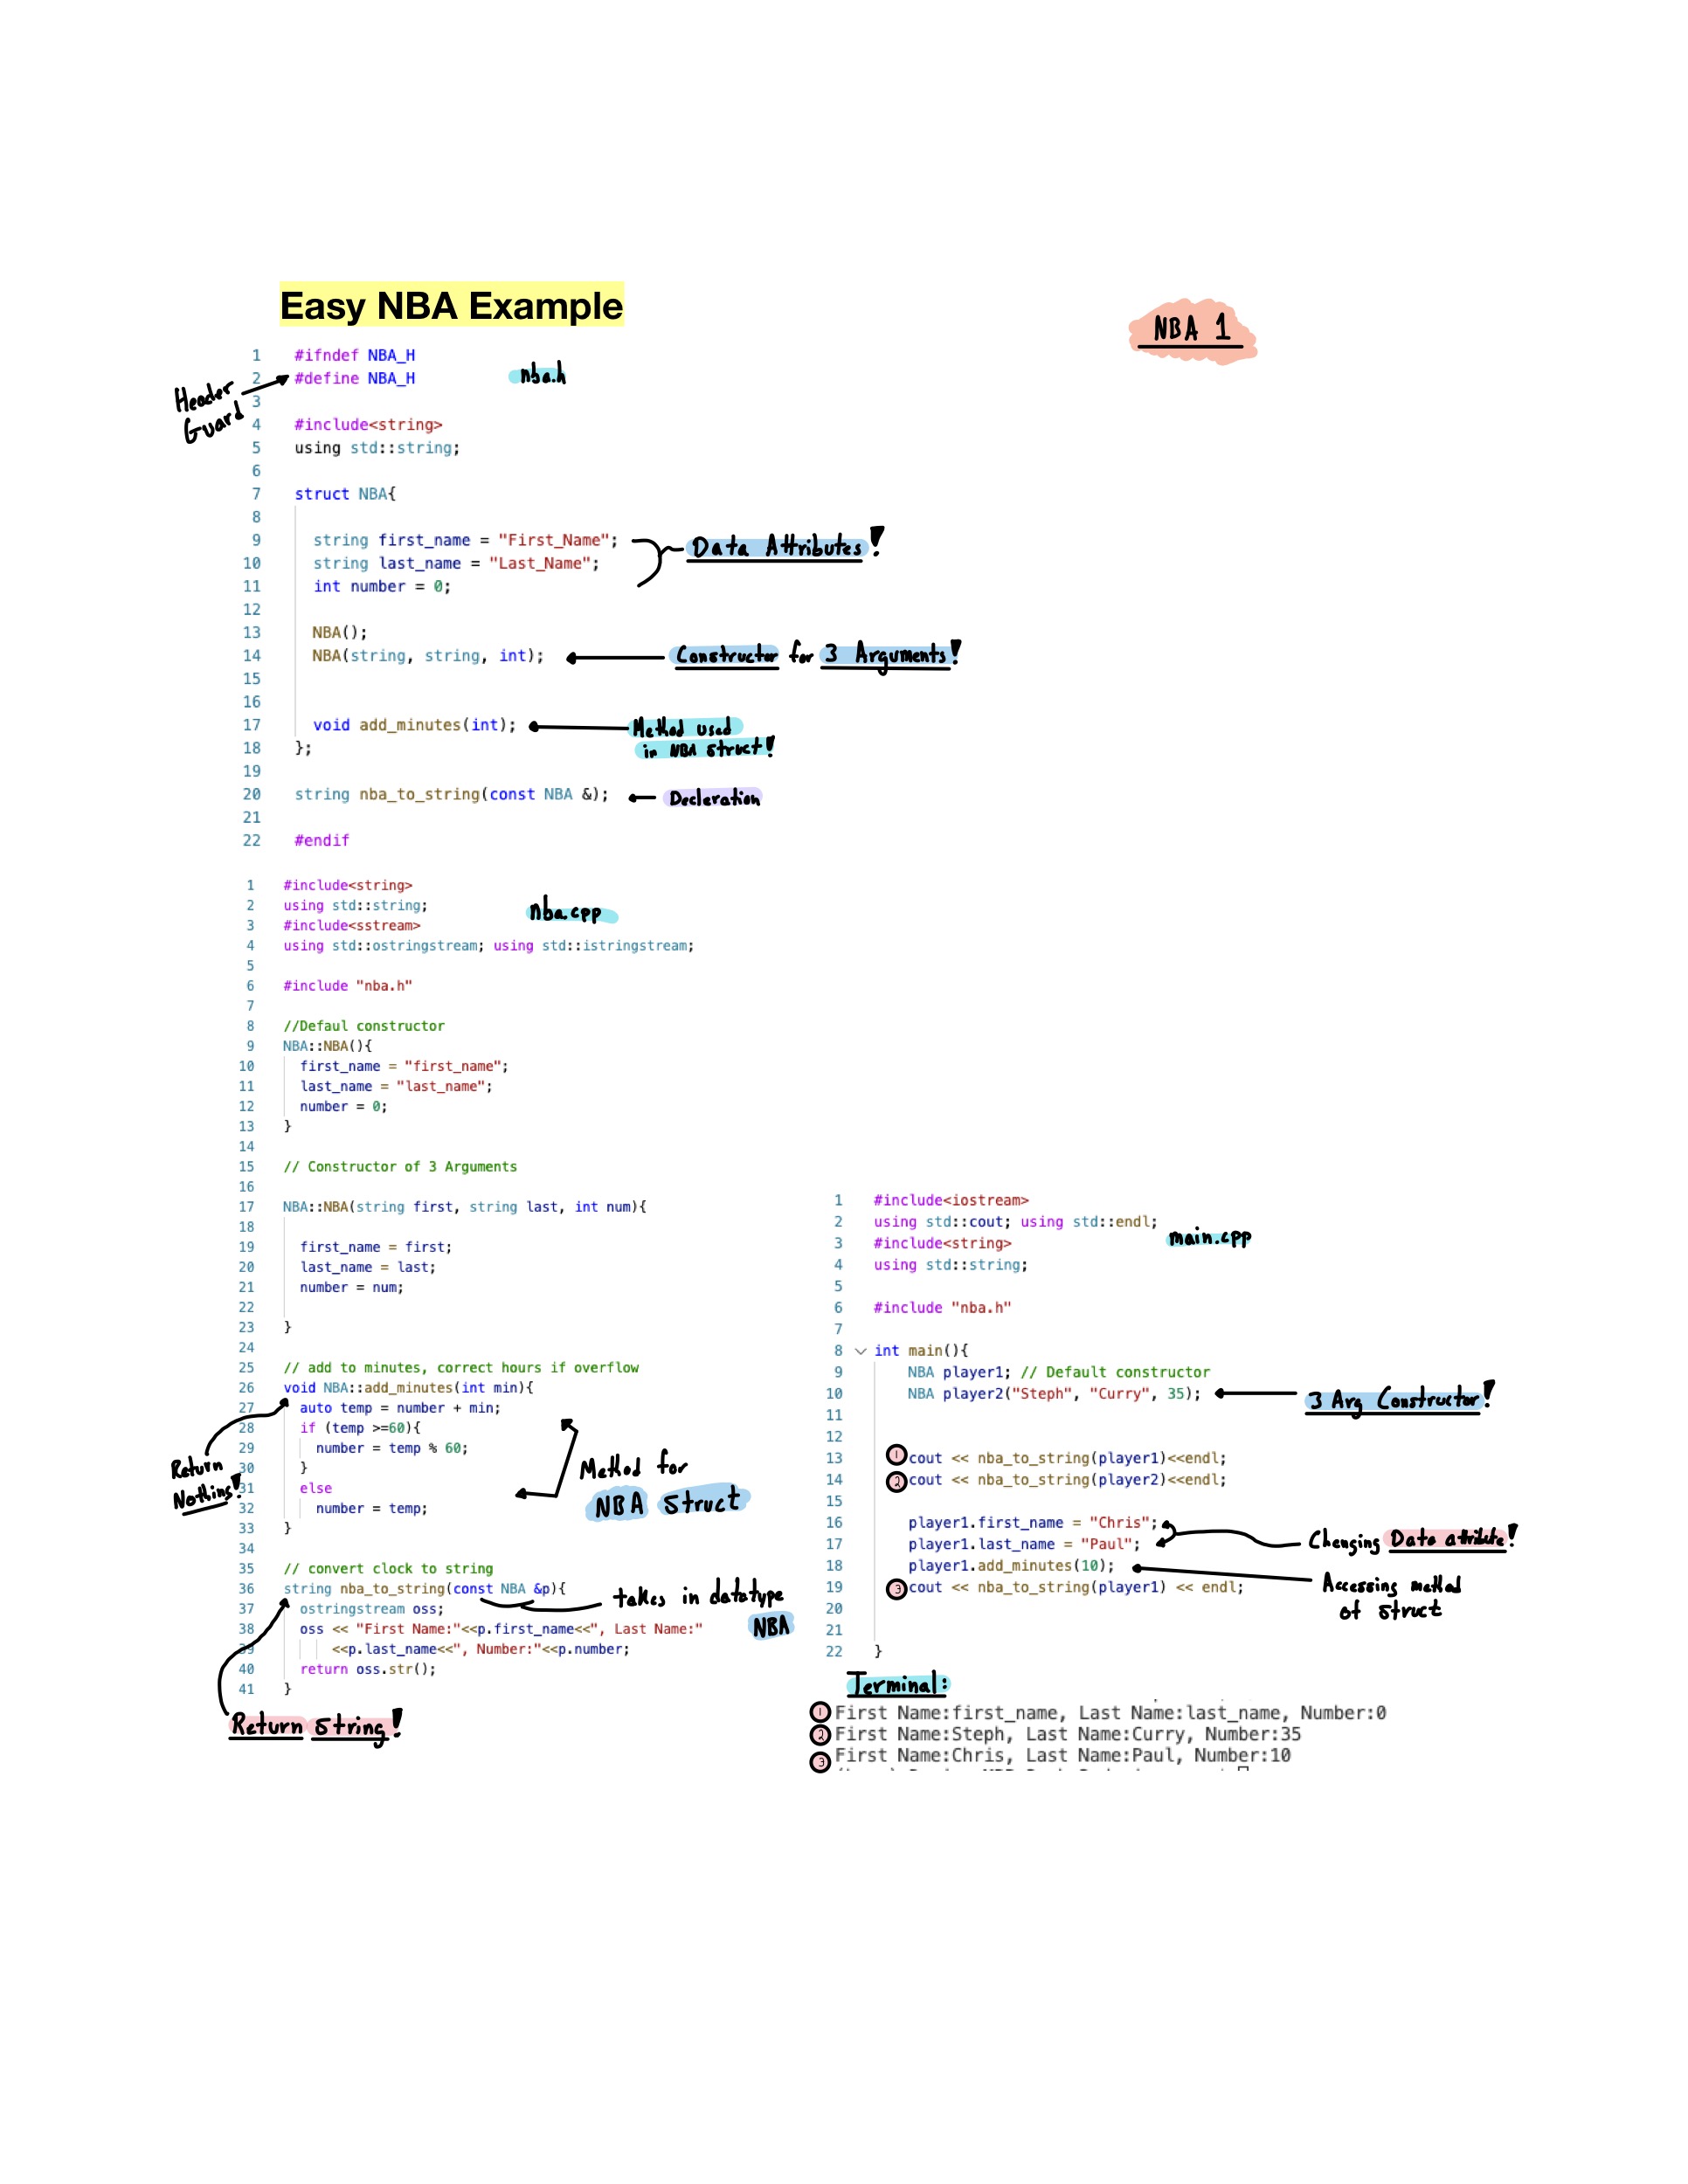 Easy NBA Example
NBA 1
1 #ifndef NBA_H
2 #define NBA_H
nba.h
Header
Guard
3
4 #include<string>
5 using std::string;
6
7 struct NBA{
8
9 string first_name = "First_Name";
Data Attributes!
10 string last_name = "Last_Name";
11 int number = 0;
12
13 NBA();
14 NBA(string, string, int);
Constructor for 3 Arguments!
15
16
17 void add_minutes(int);
Method used
in NBA struct!
18 };
19
20 string nba_to_string(const NBA &);
Decleration
21
22 #endif
1 #include<string>
2 using std::string;
nba.cpp
3 #include<sstream>
4 using std::ostringstream; using std::istringstream;
5
6 #include "nba.h"
7
8 //Defaul constructor
9 NBA::NBA(){
10 first_name = "first_name";
11 last_name = "last_name";
12 number = 0;
13 }
14
15 // Constructor of 3 Arguments
16
17 NBA::NBA(string first, string last, int num){
18
19 first_name = first;
20 last_name = last;
21 number = num;
22
23 }
24
25 // add to minutes, correct hours if overflow
26 void NBA::add_minutes(int min){
27 auto temp = number + min;
28 if (temp >=60){
29 number = temp % 60;
30 }
31 else
32 number = temp;
33 }
Return
Nothing!
Method for
NBA struct
34
35 // convert clock to string
36 string nba_to_string(const NBA &p){
takes in datatype
NBA
37 ostringstream oss;
38 oss << "First Name:"<<p.first_name<<", Last Name:"
39 <<p.last_name<<", Number:"<<p.number;
40 return oss.str();
41 }
Return String!
1 #include<iostream>
2 using std::cout; using std::endl;
main.cpp
3 #include<string>
4 using std::string;
5
6 #include "nba.h"
7
8 int main(){
9 NBA player1; // Default constructor
10 NBA player2("Steph", "Curry", 35);
3 Arg Constructor!
11
12
13 1 cout << nba_to_string(player1)<<endl;
14 2 cout << nba_to_string(player2)<<endl;
15
16 player1.first_name = "Chris";
17 player1.last_name = "Paul";
Changing Data attribute!
18 player1.add_minutes(10);
Accessing method
of struct
19 3 cout << nba_to_string(player1) << endl;
20
21
22 }
Terminal:
1 First Name:first_name, Last Name:last_name, Number:0
2 First Name:Steph, Last Name:Curry, Number:35
3 First Name:Chris, Last Name:Paul, Number:10